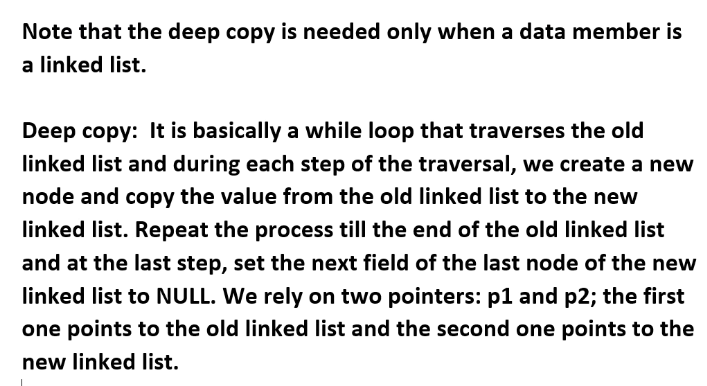 Note that the deep copy is needed only when a data member is
a linked list.
Deep copy:  It is basically a while loop that traverses the old
linked list and during each step of the traversal, we create a new
node and copy the value from the old linked list to the new
linked list. Repeat the process till the end of the old linked list
and at the last step, set the next field of the last node of the new
linked list to NULL. We rely on two pointers: p1 and p2; the first
one points to the old linked list and the second one points to the
new linked list.